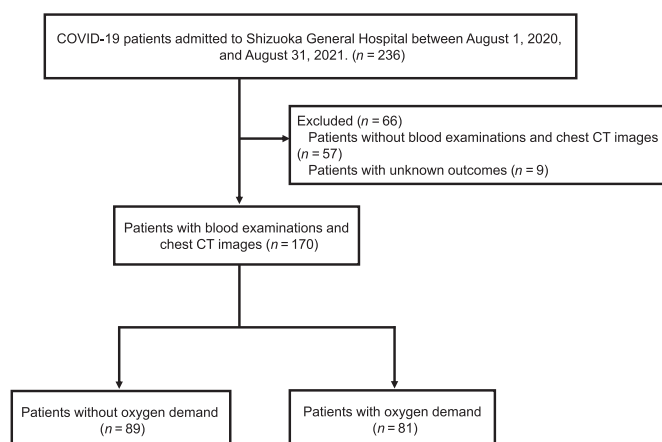 COVID-19 patients admitted to Shizuoka General Hospital between August 1, 2020,
and August 31, 2021. (n = 236)
Excluded (n = 66)
Patients without blood examinations and chest CT images
(n = 57)
Patients with unknown outcomes (n = 9)
Patients with blood examinations and
chest CT images (n = 170)
Patients without oxygen demand
(n = 89)
Patients with oxygen demand
(n = 81)